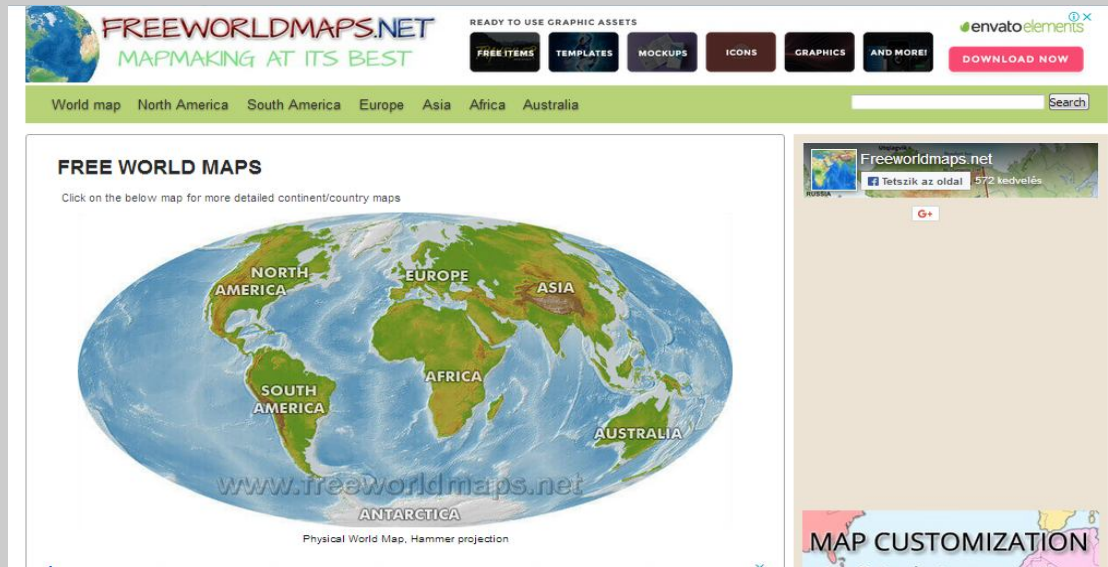 FREEWORLDMAPS.NET
MAPMAKING AT ITS BEST
READY TO USE GRAPHIC ASSETS
FREE ITEMS
TEMPLATES
MOCKUPS
ICONS
GRAPHICS
AND MORE!
envatoelements
DOWNLOAD NOW
World map North America South America Europe Asia Africa Australia
Search
FREE WORLD MAPS
Click on the below map for more detailed continent/country maps
NORTH
AMERICA
EUROPE
ASIA
AFRICA
SOUTH
AMERICA
AUSTRALIA
www.freeworldmaps.net
ANTARCTICA
Physical World Map, Hammer projection
Freeworldmaps.net
Tetszik az oldal 572 kedvelés
RUSSIA
G+
MAP CUSTOMIZATION